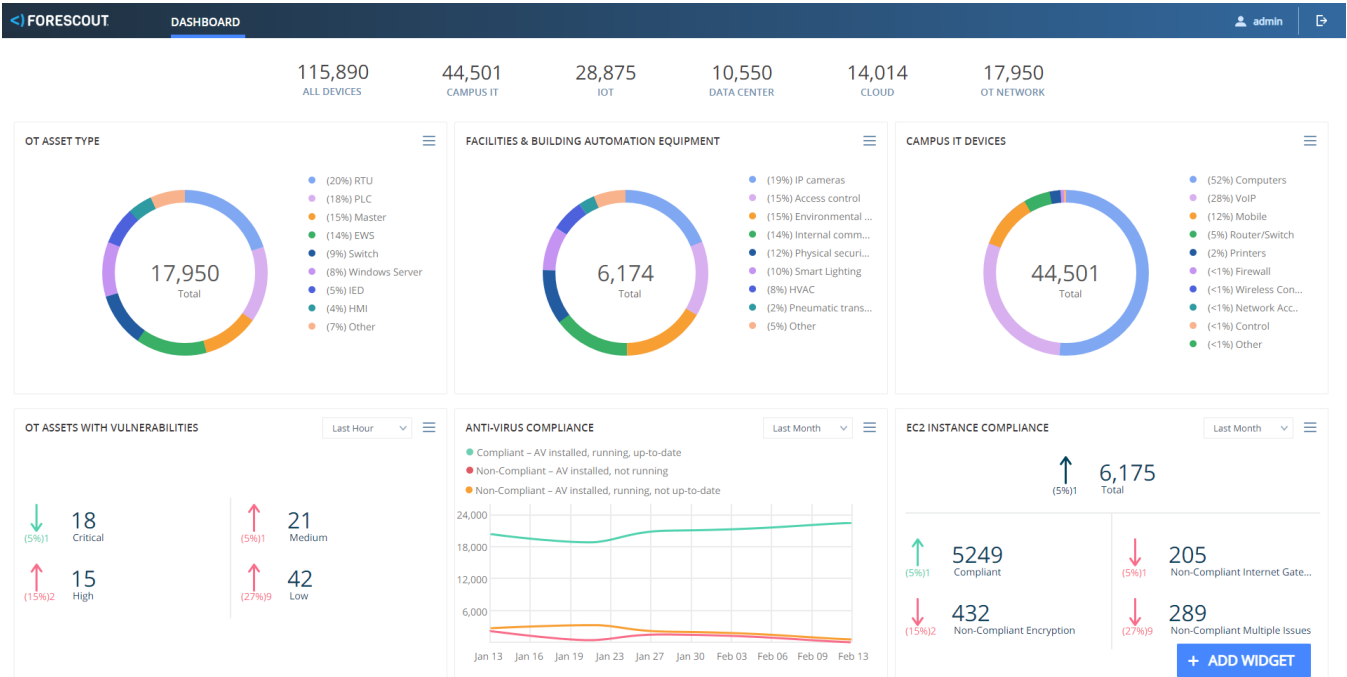 <) FORESCOUT.
DASHBOARD
admin
115,890
ALL DEVICES
44,501
CAMPUS IT
28,875
IOT
10,550
DATA CENTER
14,014
CLOUD
17,950
OT NETWORK
OT ASSET TYPE
17,950
Total
(20%) RTU
(18%) PLC
(15%) Master
(14%) EWS
(9%) Switch
(8%) Windows Server
(5%) IED
(4%) HMI
(7%) Other
FACILITIES & BUILDING AUTOMATION EQUIPMENT
6,174
Total
(19%) IP cameras
(15%) Access control
(15%) Environmental ...
(14%) Internal comm...
(12%) Physical securi...
(10%) Smart Lighting
(8%) HVAC
(2%) Pneumatic trans...
(5%) Other
CAMPUS IT DEVICES
44,501
Total
(52%) Computers
(28%) VoIP
(12%) Mobile
(5%) Router/Switch
(2%) Printers
(<1%) Firewall
(<1%) Wireless Con...
(<1%) Network Acc..
(<1%) Control
(<1%) Other
OT ASSETS WITH VULNERABILITIES
Last Hour
(5%)1
18
Critical
(5%)1
21
Medium
(15%)2
15
High
(27%)9
42
Low
ANTI-VIRUS COMPLIANCE
Last Month
Compliant – AV installed, running, up-to-date
Non-Compliant – AV installed, not running
Non-Compliant – AV installed, running, not up-to-date
24,000
18,000
12,000
6,000
Jan 13 Jan 16 Jan 19 Jan 23 Jan 27 Jan 30 Feb 03 Feb 06 Feb 09 Feb 13
EC2 INSTANCE COMPLIANCE
Last Month
(5%)1
6,175
Total
(5%)1
5249
Compliant
(5%)1
205
Non-Compliant Internet Gate...
(15%)2
432
Non-Compliant Encryption
(27%)9
289
Non-Compliant Multiple Issues
+ ADD WIDGET